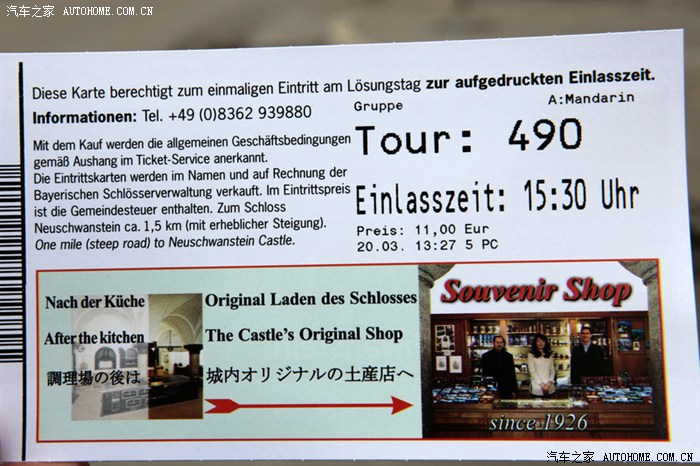 汽车之家 AUTOHOME.COM.CN
Diese Karte berechtigt zum einmaligen Eintritt am Lösungstag zur aufgedruckten Einlasszeit.
Informationen: Tel. +49 (0)8362 939880
Gruppe A:Mandarin
Tour: 490
Mit dem Kauf werden die allgemeinen Geschäftsbedingungen
gemäß Aushang im Ticket-Service anerkannt.
Die Eintrittskarten werden im Namen und auf Rechnung der
Bayerischen Schlösserverwaltung verkauft. Im Eintrittspreis
ist die Gemeindesteuer enthalten. Zum Schloss
Neuschwanstein ca. 1,5 km (mit erheblicher Steigung).
One mile (steep road) to Neuschwanstein Castle.
Einlasszeit: 15:30 Uhr
Preis: 11,00 Eur
20.03. 13:27 5 PC
Nach der Küche
After the kitchen
調理場の後は
Original Laden des Schlosses
The Castle's Original Shop
城内オリジナルの土産店へ
Souvenir Shop
since 1926
汽车之家 AUTOHOME.COM.CN